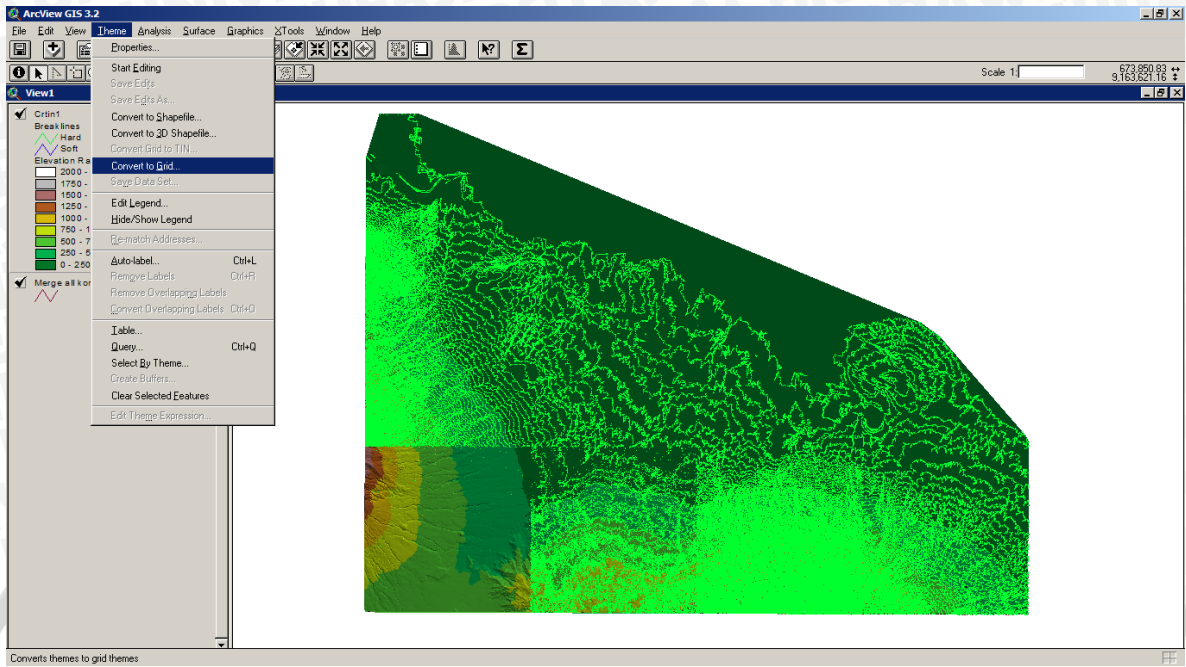 ArcView GIS 3.2
File Edit View Theme Analysis Surface Graphics XTools Window Help
Scale 1:
673,850.83
9,163,621.16
View1
Properties...
Start Editing
Save Edits
Save Edits As...
Convert to Shapefile...
Convert to 3D Shapefile...
Convert Grid to TIN...
Convert to Grid...
Save Data Set...
Edit Legend...
Hide/Show Legend
Re-match Addresses...
Auto-label... Ctrl+L
Remove Labels Ctrl+R
Remove Overlapping Labels
Convert Overlapping Labels Ctrl+O
Table...
Query... Ctrl+Q
Select By Theme...
Create Buffers...
Clear Selected Features
Edit Theme Expression...
Crtin1
Breaklines
Hard
Soft
Elevation Ra
2000 -
1750 -
1500 -
1250 -
1000 -
750 - 1
500 - 7
250 - 5
0 - 250
Merge all kor
Converts themes to grid themes